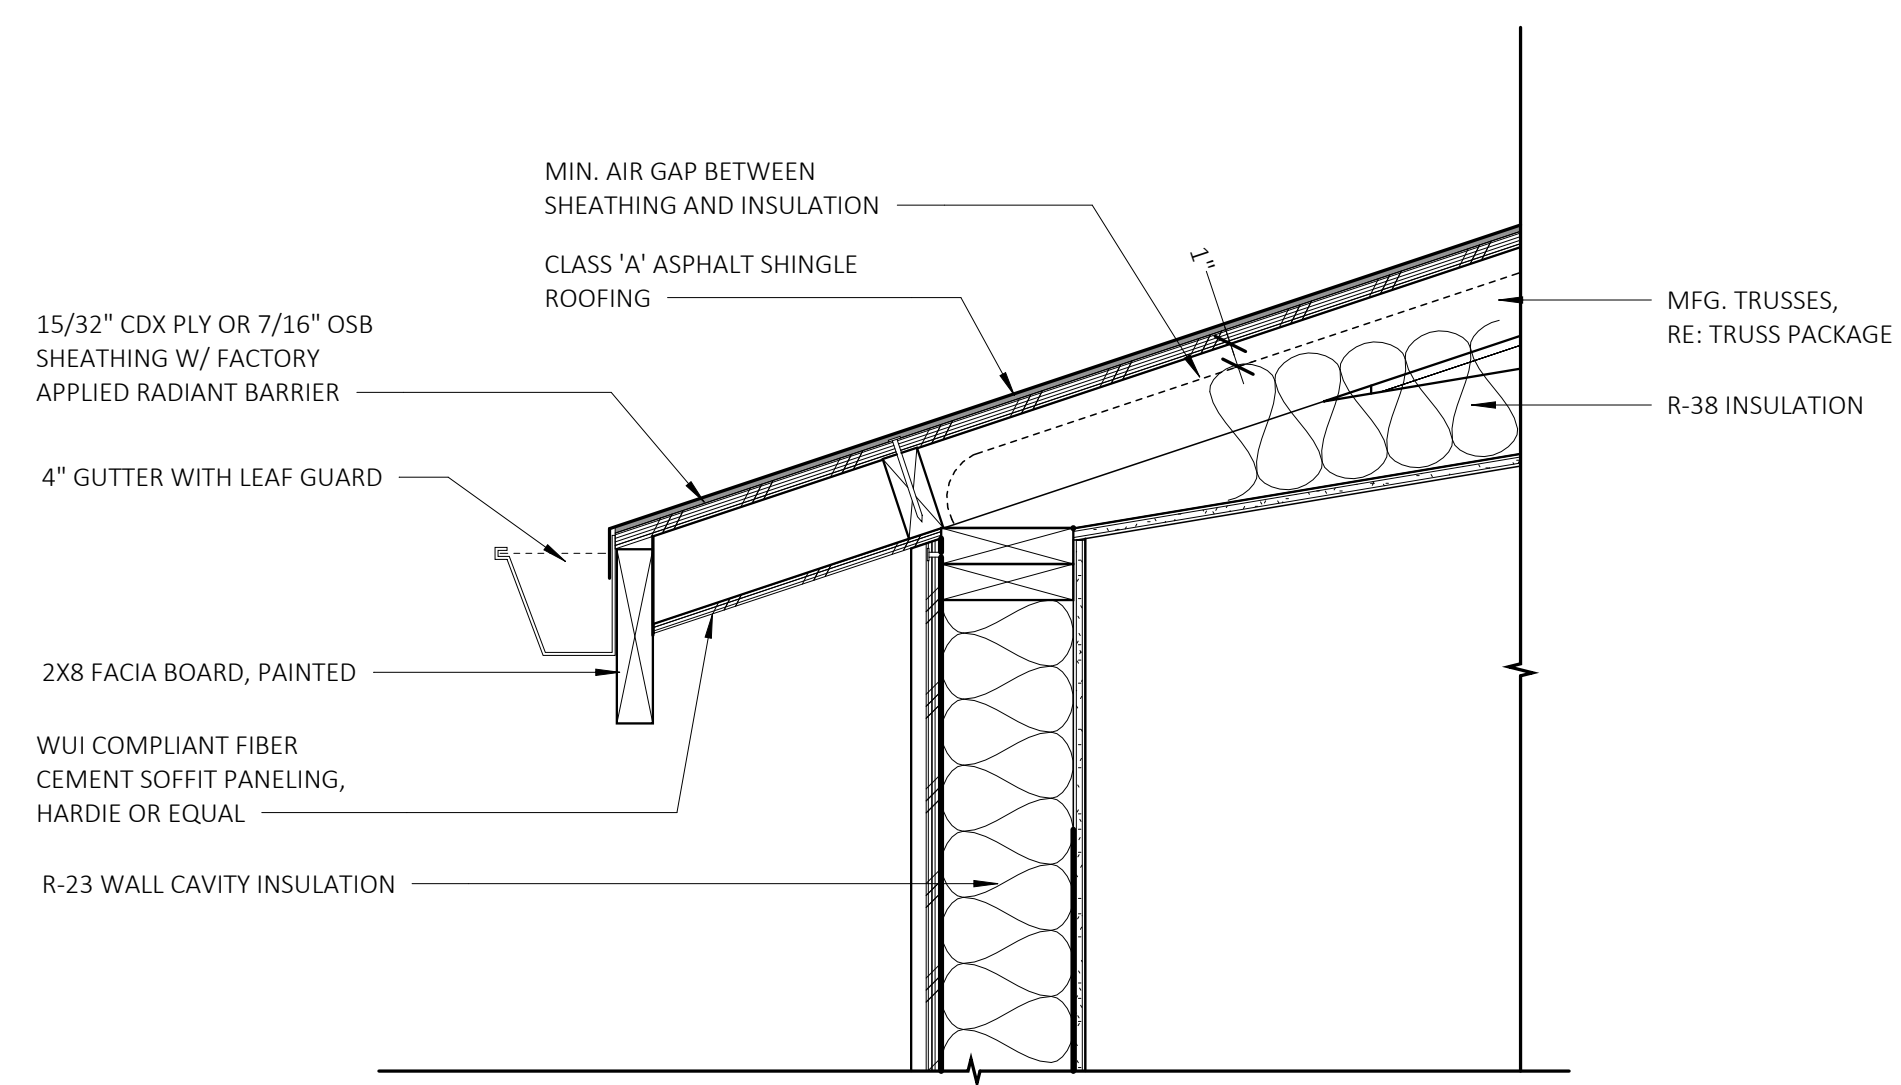 MIN. AIR GAP BETWEEN
SHEATHING AND INSULATION
CLASS 'A' ASPHALT SHINGLE
ROOFING
1"
15/32" CDX PLY OR 7/16" OSB
SHEATHING W/ FACTORY
APPLIED RADIANT BARRIER
4" GUTTER WITH LEAF GUARD
2X8 FACIA BOARD, PAINTED
WUI COMPLIANT FIBER
CEMENT SOFFIT PANELING,
HARDIE OR EQUAL
R-23 WALL CAVITY INSULATION
MFG. TRUSSES,
RE: TRUSS PACKAGE
R-38 INSULATION